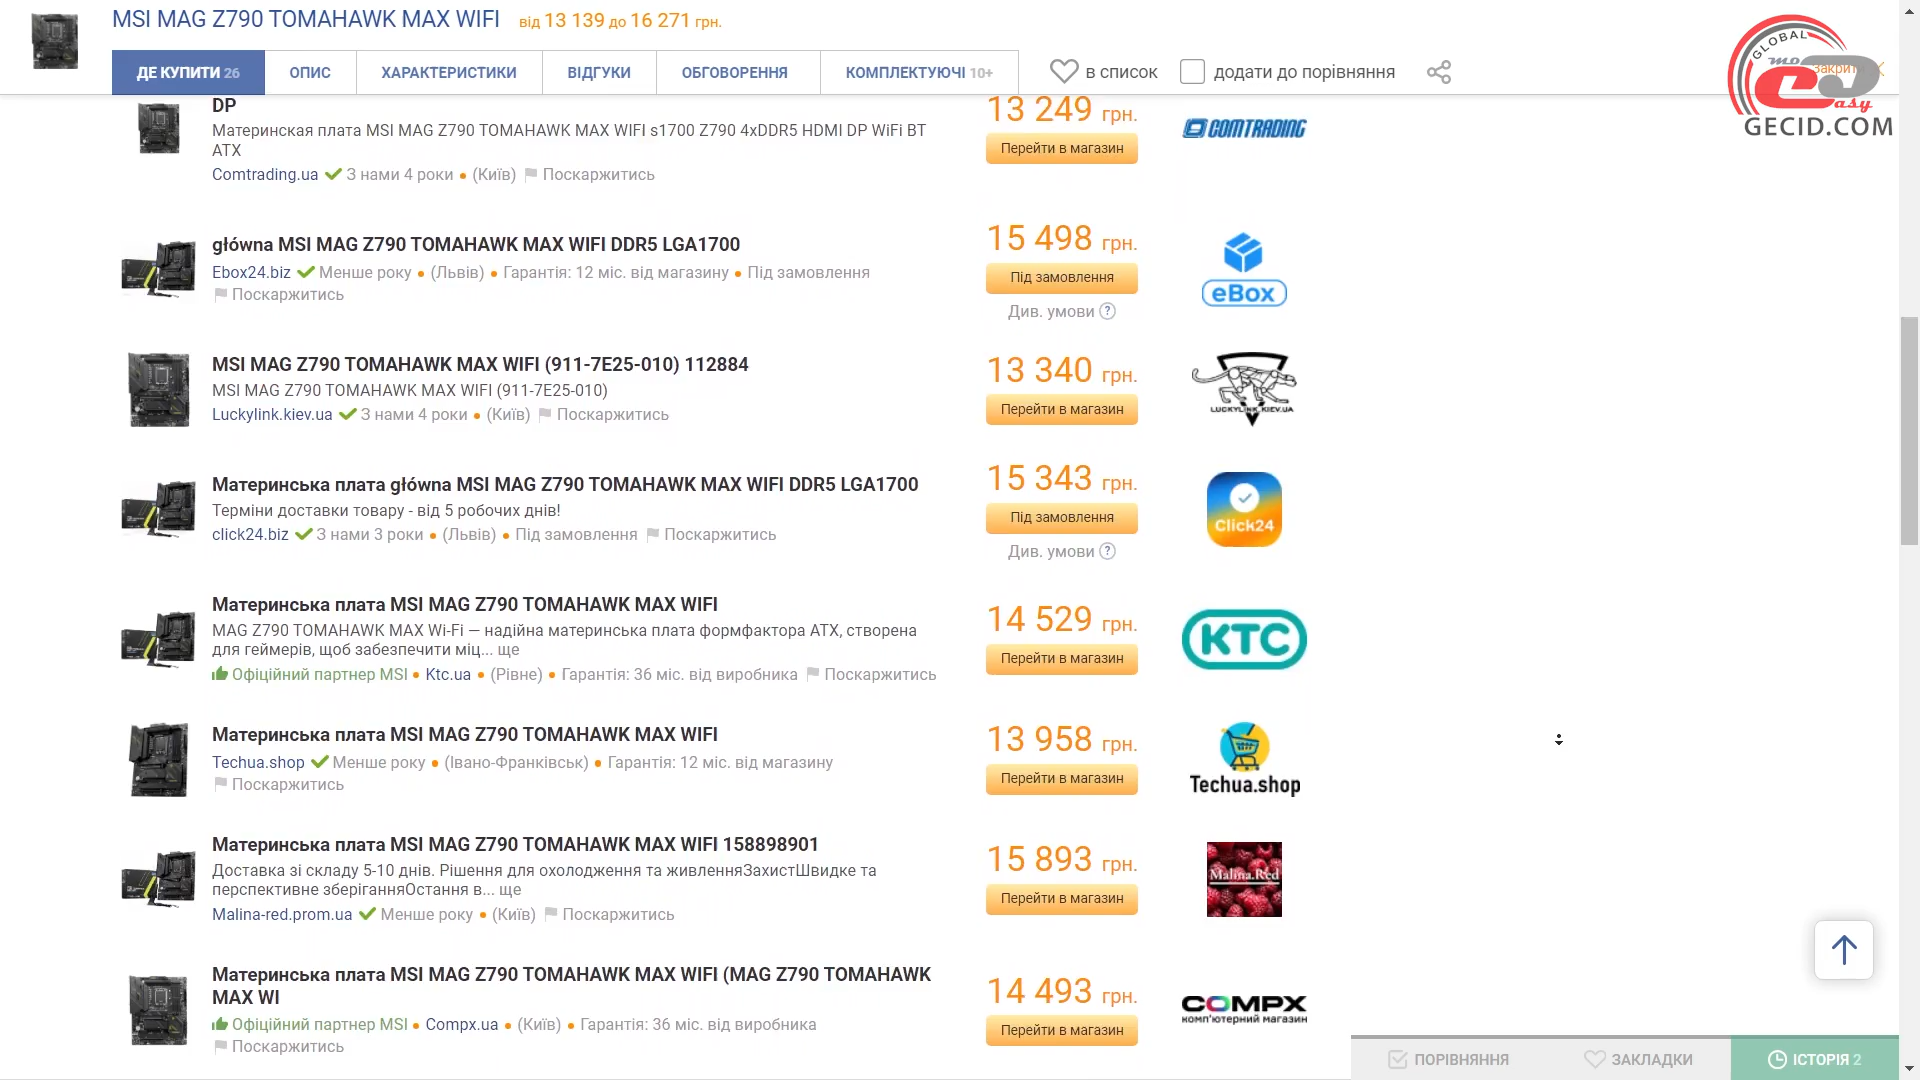 MSI MAG Z790 TOMAHAWK MAX WIFI від 13 139 до 16 271 грн.
ДЕ КУПИТИ 26 ОПИС ХАРАКТЕРИСТИКИ ВІДГУКИ ОБГОВОРЕННЯ КОМПЛЕКТУЮЧІ 10+ в список додати до порівняння
GLOBAL
Easy
GECID.COM
DP
Материнская плата MSI MAG Z790 TOMAHAWK MAX WIFI s1700 Z790 4xDDR5 HDMI DP WiFi BT
ATX
Comtrading.ua З нами 4 роки • (Київ) Поскаржитись
13 249 грн.
Перейти в магазин
COMTRADING
główna MSI MAG Z790 TOMAHAWK MAX WIFI DDR5 LGA1700
Ebox24.biz Менше року • (Львів) • Гарантія: 12 міс. від магазину • Під замовлення
Поскаржитись
15 498 грн.
Під замовлення
Див. умови ?
eBox
MSI MAG Z790 TOMAHAWK MAX WIFI (911-7E25-010) 112884
MSI MAG Z790 TOMAHAWK MAX WIFI (911-7E25-010)
Luckylink.kiev.ua З нами 4 роки • (Київ) Поскаржитись
13 340 грн.
Перейти в магазин
LUCKYLINK.KIEV.UA
Материнська плата główna MSI MAG Z790 TOMAHAWK MAX WIFI DDR5 LGA1700
Терміни доставки товару - від 5 робочих днів!
click24.biz З нами 3 роки • (Львів) • Під замовлення Поскаржитись
15 343 грн.
Під замовлення
Див. умови ?
Click24
Материнська плата MSI MAG Z790 TOMAHAWK MAX WIFI
MAG Z790 TOMAHAWK MAX Wi-Fi — надійна материнська плата формфактора ATX, створена
для геймерів, щоб забезпечити міц... ще
Офіційний партнер MSI • Ktc.ua • (Рівне) • Гарантія: 36 міс. від виробника Поскаржитись
14 529 грн.
Перейти в магазин
KTC
Материнська плата MSI MAG Z790 TOMAHAWK MAX WIFI
Techua.shop Менше року • (Івано-Франківськ) • Гарантія: 12 міс. від магазину
Поскаржитись
13 958 грн.
Перейти в магазин
Techua.shop
Материнська плата MSI MAG Z790 TOMAHAWK MAX WIFI 158898901
Доставка зі складу 5-10 днів. Рішення для охолодження та живленняЗахистШвидке та
перспективне зберіганняОстання в... ще
Malina-red.prom.ua Менше року • (Київ) Поскаржитись
15 893 грн.
Перейти в магазин
Malina.Red
Материнська плата MSI MAG Z790 TOMAHAWK MAX WIFI (MAG Z790 TOMAHAWK
MAX WI
Офіційний партнер MSI • Compx.ua • (Київ) • Гарантія: 36 міс. від виробника
Поскаржитись
14 493 грн.
Перейти в магазин
COMPX
комп'ютерний магазин
ПОРІВНЯННЯ ЗАКЛАДКИ ІСТОРІЯ 2